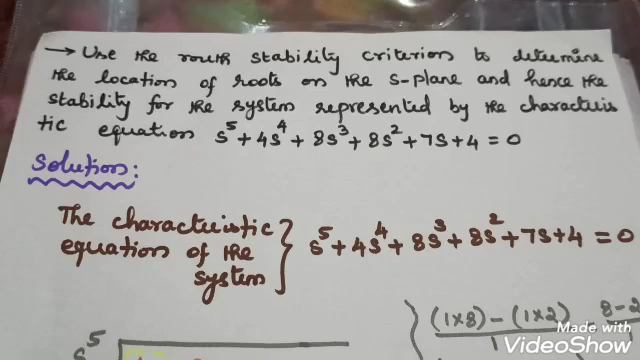 → Use the routh stability criterion to determine
the location of roots on the s-plane and hence the
stability for the system represented by the characteris
tic equation s⁵ + 4s⁴ + 8s³ + 8s² + 7s + 4 = 0
Solution:
The characteristic
equation of the
system } s⁵ + 4s⁴ + 8s³ + 8s² + 7s + 4 = 0
s⁵
(1×8) − (1×2)
8−2
1
Made with
VideoShow